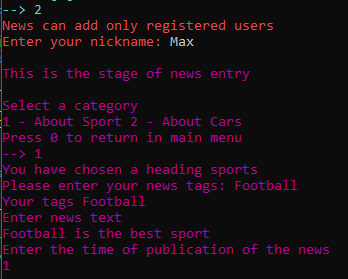 --> 2
News can add only registered users
Enter your nickname: Max
This is the stage of news entry
Select a category
1 - About Sport 2 - About Cars
Press 0 to return in main menu
--> 1
You have chosen a heading sports
Please enter your news tags: Football
Your tags Football
Enter news text
Football is the best sport
Enter the time of publication of the news
1